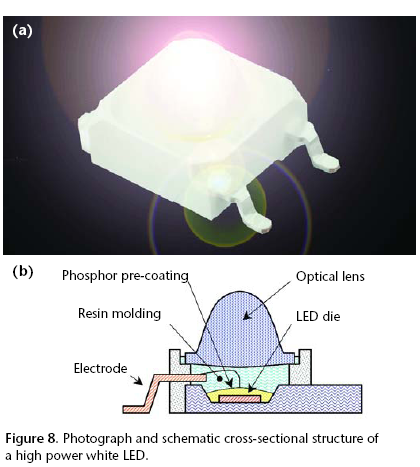 (a)
(b)
Phosphor pre-coating
Optical lens
Resin molding
LED die
Electrode
Figure 8. Photograph and schematic cross-sectional structure of
a high power white LED.